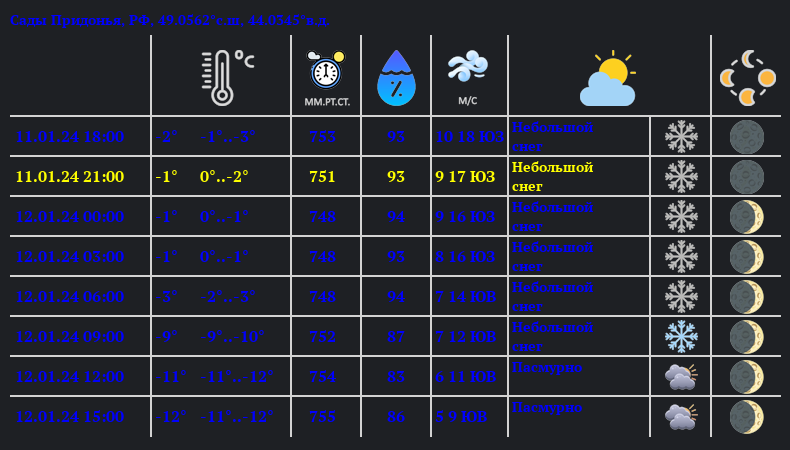 Сады Придонья, РФ, 49.0562°с.ш. 44.0345°в.д.
°C
ММ.РТ.СТ.
%
М/С
11.01.24 18:00 -2° -1°..-3° 753 93 10 18 ЮЗ Небольшой
снег
11.01.24 21:00 -1° 0°..-2° 751 93 9 17 ЮЗ Небольшой
снег
12.01.24 00:00 -1° 0°..-1° 748 94 9 16 ЮЗ Небольшой
снег
12.01.24 03:00 -1° 0°..-1° 748 93 8 16 ЮЗ Небольшой
снег
12.01.24 06:00 -3° -2°..-3° 748 94 7 14 ЮВ Небольшой
снег
12.01.24 09:00 -9° -9°..-10° 752 87 7 12 ЮВ Небольшой
снег
12.01.24 12:00 -11° -11°..-12° 754 83 6 11 ЮВ Пасмурно
12.01.24 15:00 -12° -11°..-12° 755 86 5 9 ЮВ Пасмурно